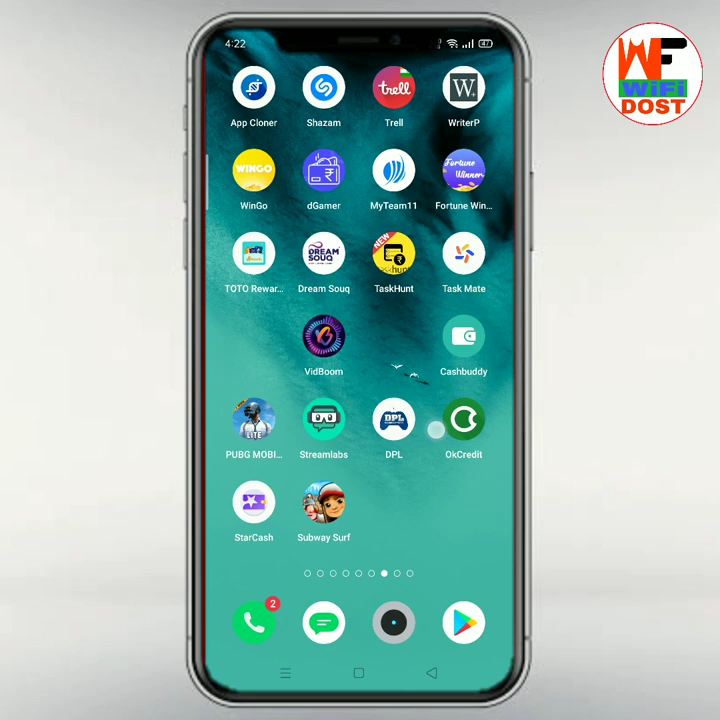 4:22
47
WF
WiFi
DOST
trell
W.
App Cloner
Shazam
Trell
WriterP
WINGO
Fortune
Winner
WinGo
dGamer
MyTeam11
Fortune Win...
DREAM
SOUQ
NEW
taskhunt
TOTO Rewar...
Dream Souq
TaskHunt
Task Mate
VidBoom
Cashbuddy
LITE
DPL
PUBG MOBI...
Streamlabs
DPL
OkCredit
StarCash
Subway Surf
2